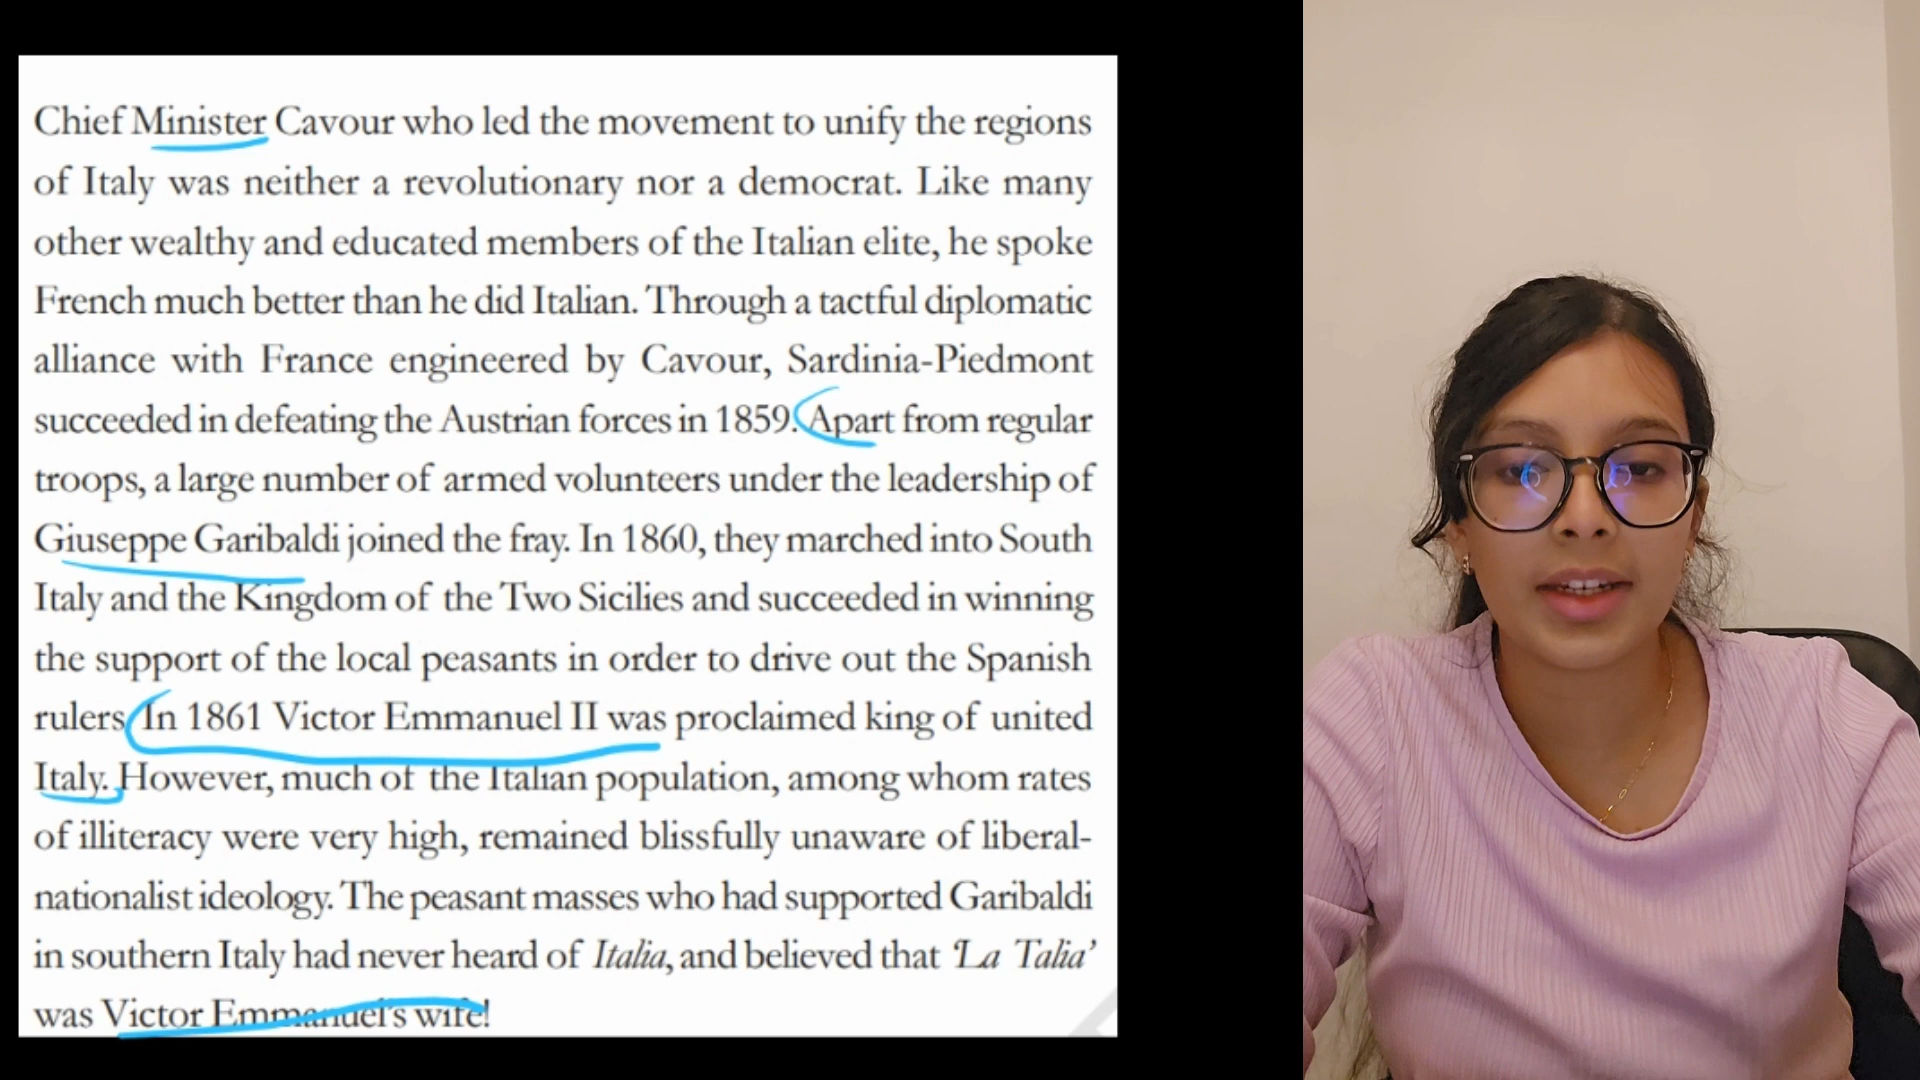 Chief Minister Cavour who led the movement to unify the regions
of Italy was neither a revolutionary nor a democrat. Like many
other wealthy and educated members of the Italian elite, he spoke
French much better than he did Italian. Through a tactful diplomatic
alliance with France engineered by Cavour, Sardinia-Piedmont
succeeded in defeating the Austrian forces in 1859. Apart from regular
troops, a large number of armed volunteers under the leadership of
Giuseppe Garibaldi joined the fray. In 1860, they marched into South
Italy and the Kingdom of the Two Sicilies and succeeded in winning
the support of the local peasants in order to drive out the Spanish
rulers. In 1861 Victor Emmanuel II was proclaimed king of united
Italy. However, much of the Italian population, among whom rates
of illiteracy were very high, remained blissfully unaware of liberal-
nationalist ideology. The peasant masses who had supported Garibaldi
in southern Italy had never heard of Italia, and believed that ‘La Talia’
was Victor Emmanuel’s wife!